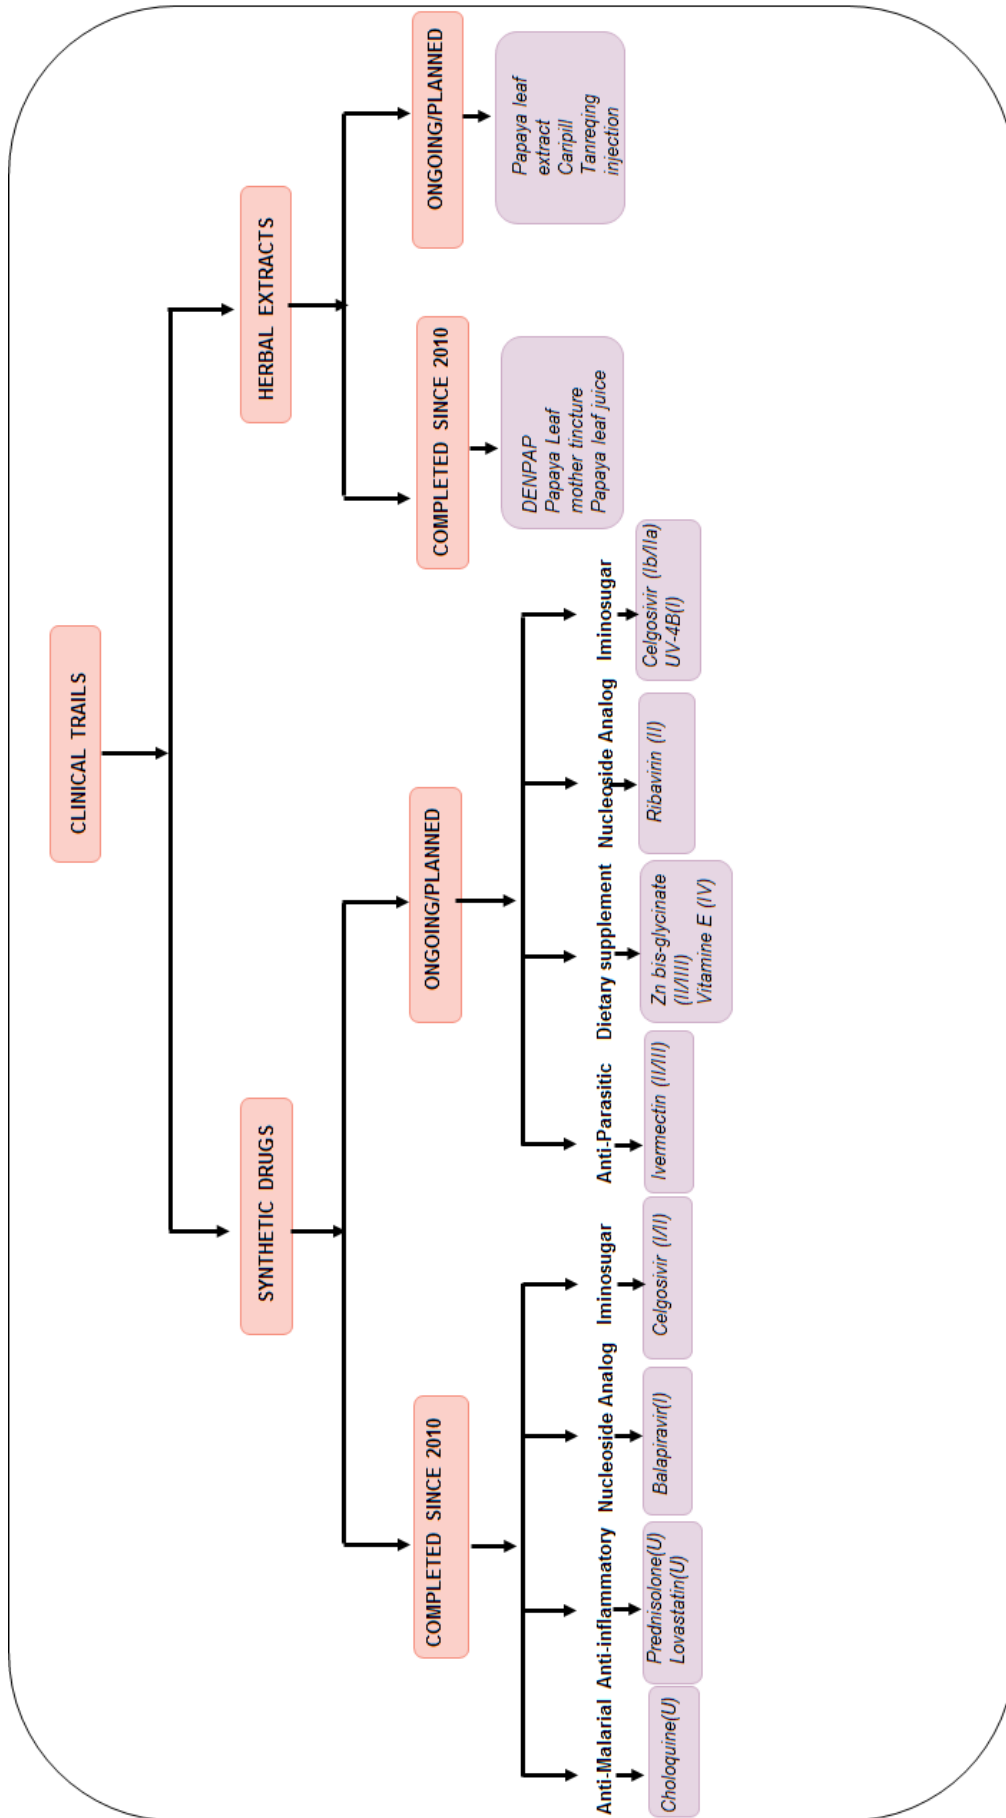 CLINICAL TRAILS
SYNTHETIC DRUGS
HERBAL EXTRACTS
COMPLETED SINCE 2010
ONGOING/PLANNED
COMPLETED SINCE 2010
ONGOING/PLANNED
Anti-Malarial
Anti-inflammatory
Nucleoside Analog
Iminosugar
Anti-Parasitic
Dietary supplement
Nucleoside Analog
Iminosugar
Choloquine(U)
Prednisolone(U)
Lovastatin(U)
Balapiravir(I)
Celgosivir (I/II)
Ivermectin (II/III)
Zn bis-glycinate
(II/III)
Vitamine E (IV)
Ribavirin (II)
Celgosivir (Ib/IIa)
UV-4B(I)
DENPAP
Papaya Leaf
mother tincture
Papaya leaf juice
Papaya leaf
extract
Caripill
Tanreqing
injection